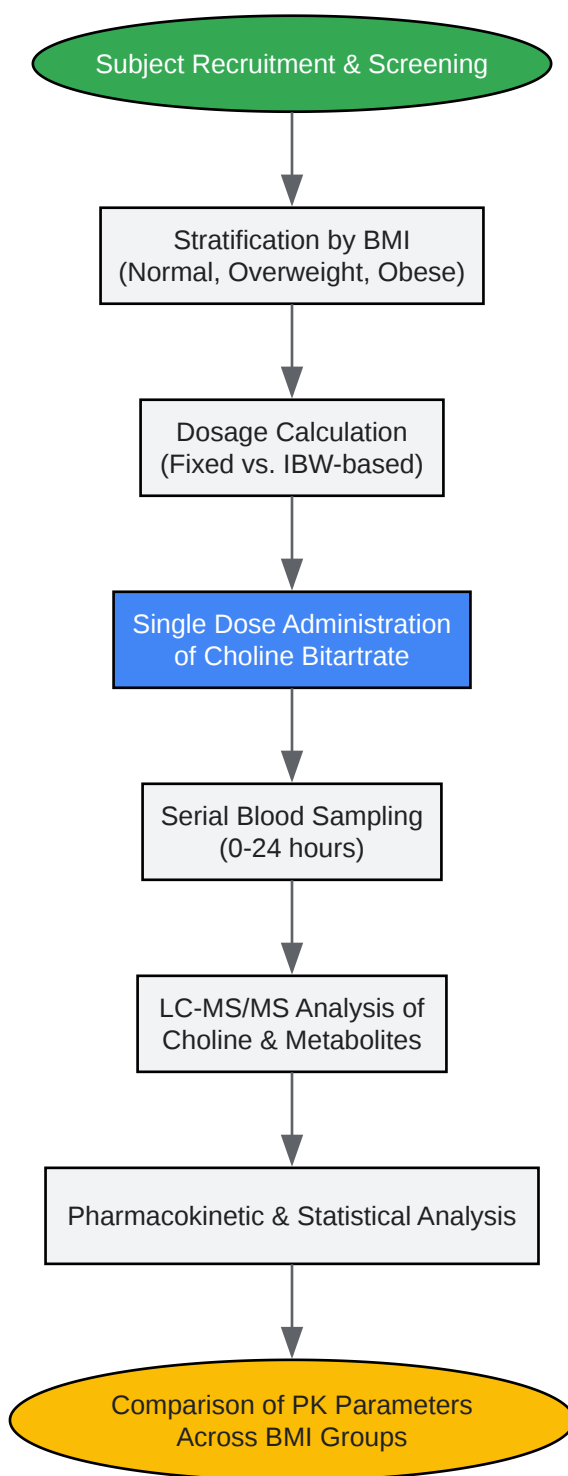 Subject Recruitment & Screening
Stratification by BMI
(Normal, Overweight, Obese)
Dosage Calculation
(Fixed vs. IBW-based)
Single Dose Administration
of Choline Bitartrate
Serial Blood Sampling
(0-24 hours)
LC-MS/MS Analysis of
Choline & Metabolites
Pharmacokinetic & Statistical Analysis
Comparison of PK Parameters
Across BMI Groups